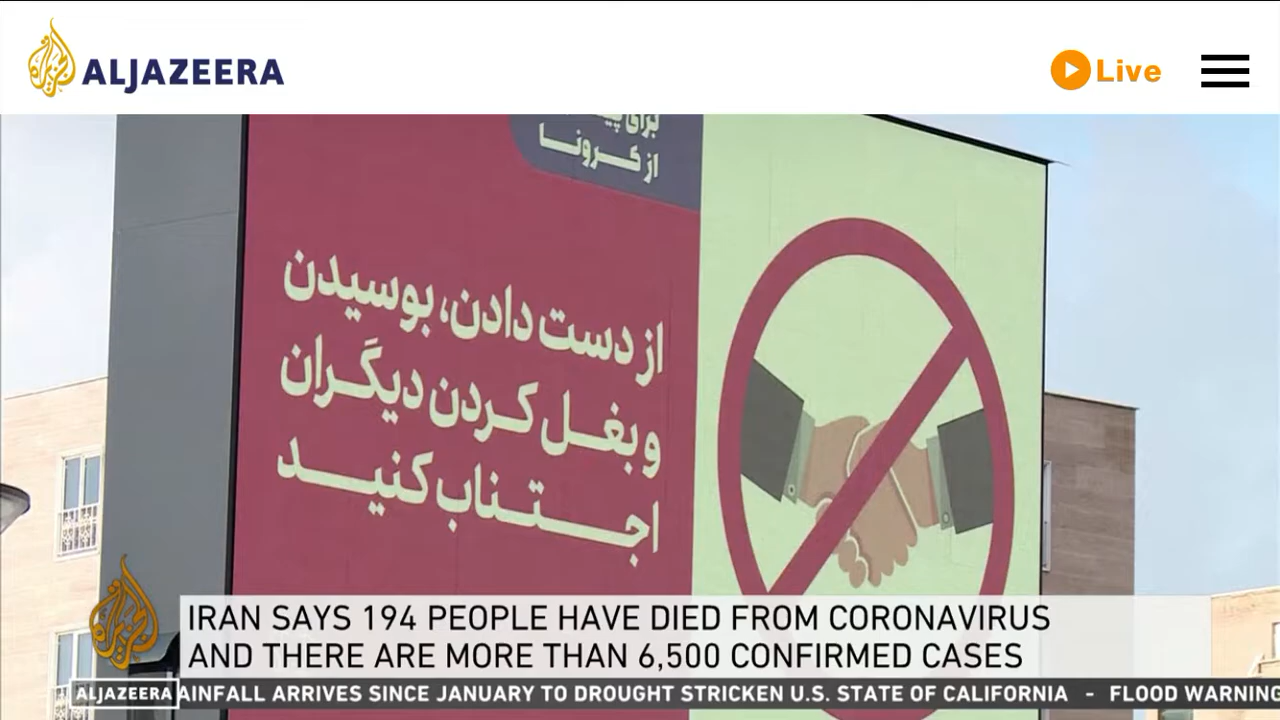 ALJAZEERA
Live
از کرونا
از دست دادن، بوسیدن
و بغل کردن دیگران
اجتناب کنید
IRAN SAYS 194 PEOPLE HAVE DIED FROM CORONAVIRUS
AND THERE ARE MORE THAN 6,500 CONFIRMED CASES
ALJAZEERA AINFALL ARRIVES SINCE JANUARY TO DROUGHT STRICKEN U.S. STATE OF CALIFORNIA - FLOOD WARNING